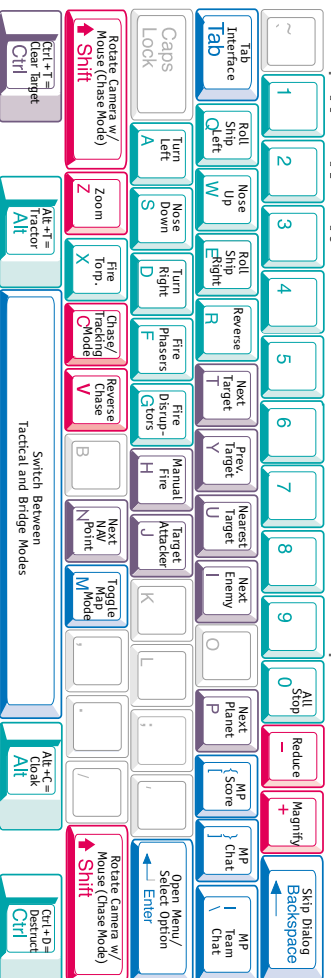 ~
`
1
2
3
4
5
6
7
8
9
All
Stop
0
Reduce
-
Magnify
+
Skip Dialog
Backspace
Tab
Interface
Tab
Roll
Ship
Left
Q
Nose
Up
W
Roll
Ship
Right
E
Reverse
R
Next
Target
T
Prev.
Target
Y
Nearest
Target
U
Next
Enemy
I
O
Next
Planet
P
MP
Score
{
[
MP
Chat
}
]
MP
Team
Chat
|
\
Caps
Lock
Turn
Left
A
Nose
Down
S
Turn
Right
D
Fire
Phasers
F
Fire
Disrup-
tors
G
Manual
Fire
H
Target
Attacker
J
K
L
;
'
Open Menu/
Select Option
Enter
Rotate Camera w/
Mouse (Chase Mode)
Shift
Zoom
Z
Fire
Torp.
X
Chase/
Tracking
Mode
C
Reverse
Chase
V
B
Next
NAV
Point
N
Toggle
Map
Mode
M
,
.
/
Rotate Camera w/
Mouse (Chase Mode)
Shift
Ctrl+T=
Clear Target
Ctrl
Alt+T=
Tractor
Alt
Switch Between
Tactical and Bridge Modes
Alt+C=
Cloak
Alt
Ctrl+D=
Destruct
Ctrl